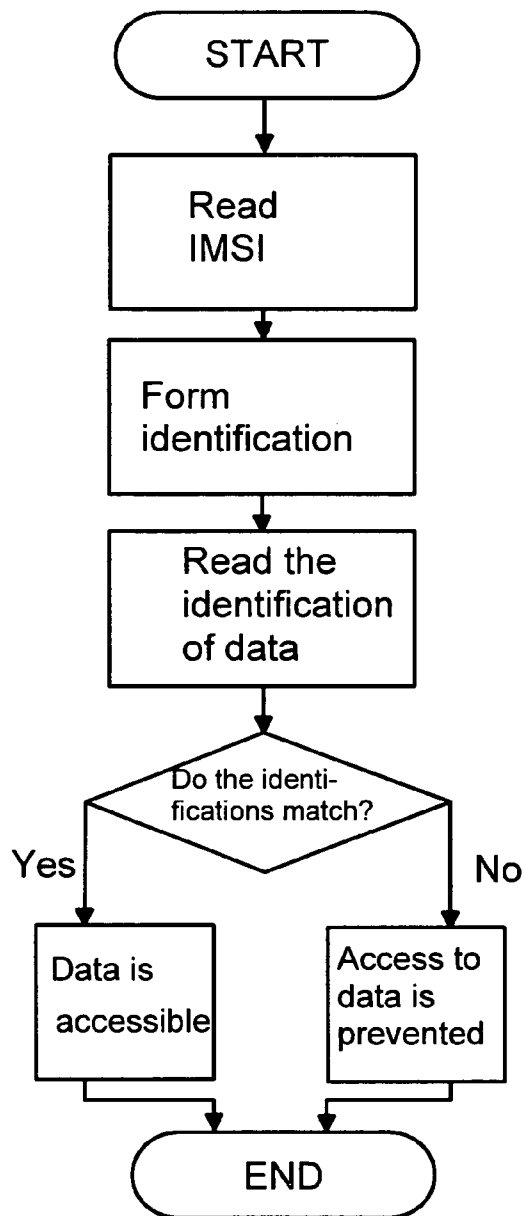 START
Read
IMSI
Form
identification
Read the
identification
of data
Do the identi-
fications match?
Yes
No
Data is
accessible
Access to
data is
prevented
END